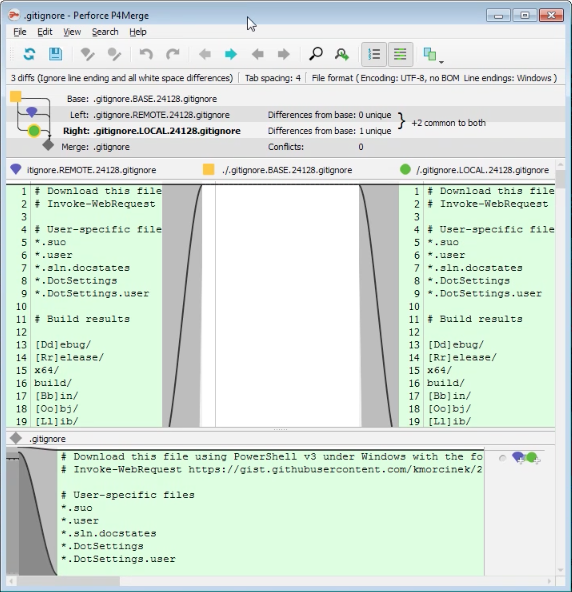 .gitignore - Perforce P4Merge
File Edit View Search Help
3 diffs (Ignore line ending and all white space differences) Tab spacing: 4 File format ( Encoding: UTF-8, no BOM Line endings: Windows )
Base: .gitgnore.BASE.24128.gitignore
Left: .gitignore.REMOTE.24128.gitignore Differences from base: 0 unique
+2 common to both
Right: .gitignore.LOCAL.24128.gitignore Differences from base: 1 unique
Merge: .gitignore Conflicts: 0
itignore.REMOTE.24128.gitignore ./.gitignore.BASE.24128.gitignore /.gitignore.LOCAL.24128.gitignore
1 # Download this file 1 # Download this file
2 # Invoke-WebRequest 2 # Invoke-WebRequest
3 3
4 # User-specific file 4 # User-specific file
5 *.suo 5 *.suo
6 *.user 6 *.user
7 *.sln.docstates 7 *.sln.docstates
8 *.DotSettings 8 *.DotSettings
9 *.DotSettings.user 9 *.DotSettings.user
10 10
11 # Build results 11 # Build results
12 12
13 [Dd]ebug/ 13 [Dd]ebug/
14 [Rr]elease/ 14 [Rr]elease/
15 x64/ 15 x64/
16 build/ 16 build/
17 [Bb]in/ 17 [Bb]in/
18 [Oo]bj/ 18 [Oo]bj/
19 [Ll]ib/ 19 [Ll]ib/
.gitignore
# Download this file using PowerShell v3 under Windows with the fo
# Invoke-WebRequest https://gist.githubusercontent.com/kmorcinek/2
# User-specific files
*.suo
*.user
*.sln.docstates
*.DotSettings
*.DotSettings.user